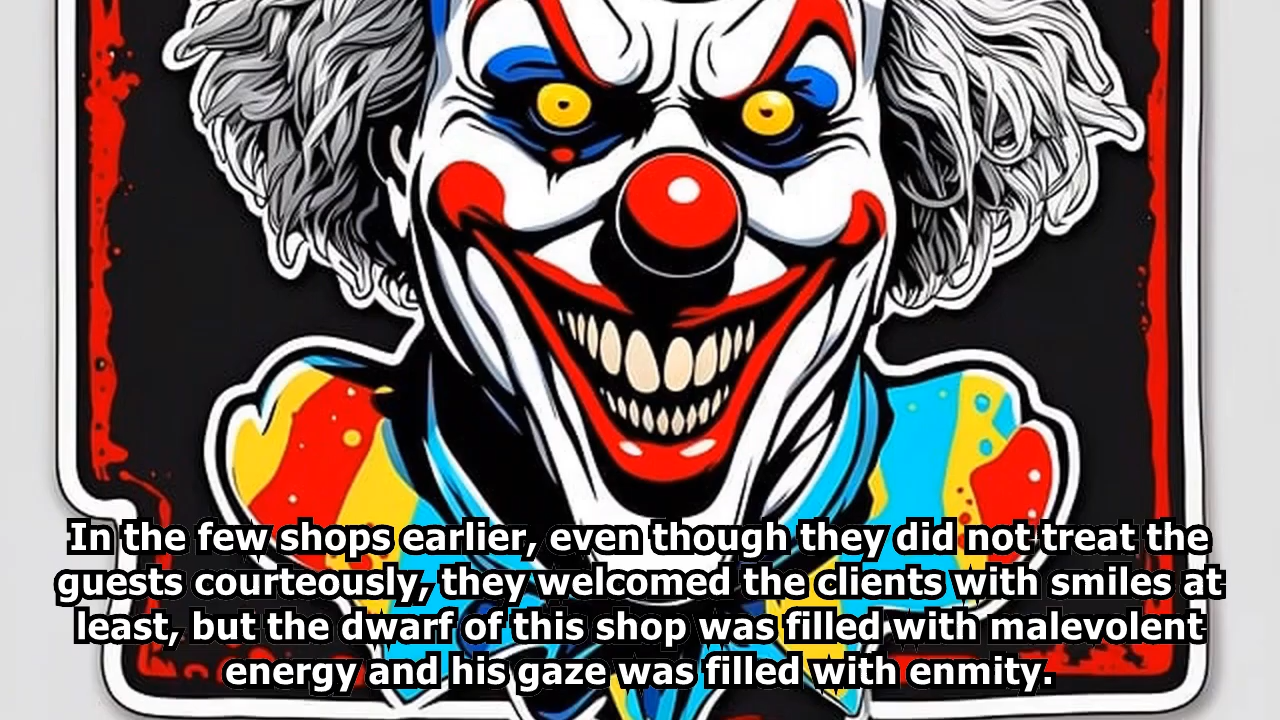 In the few shops earlier, even though they did not treat the
guests courteously, they welcomed the clients with smiles at
least, but the dwarf of this shop was filled with malevolent
energy and his gaze was filled with enmity.